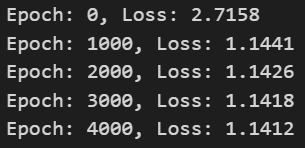 Epoch: 0, Loss: 2.7158
Epoch: 1000, Loss: 1.1441
Epoch: 2000, Loss: 1.1426
Epoch: 3000, Loss: 1.1418
Epoch: 4000, Loss: 1.1412